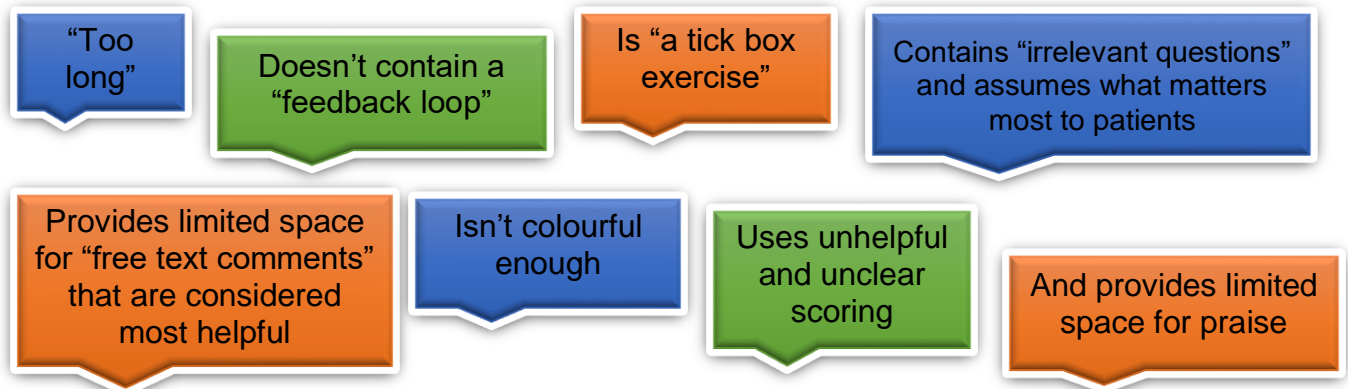 “Too
long”
Doesn’t contain a
“feedback loop”
Is “a tick box
exercise”
Contains “irrelevant questions”
and assumes what matters
most to patients
Provides limited space
for “free text comments”
that are considered
most helpful
Isn’t colourful
enough
Uses unhelpful
and unclear
scoring
And provides limited
space for praise